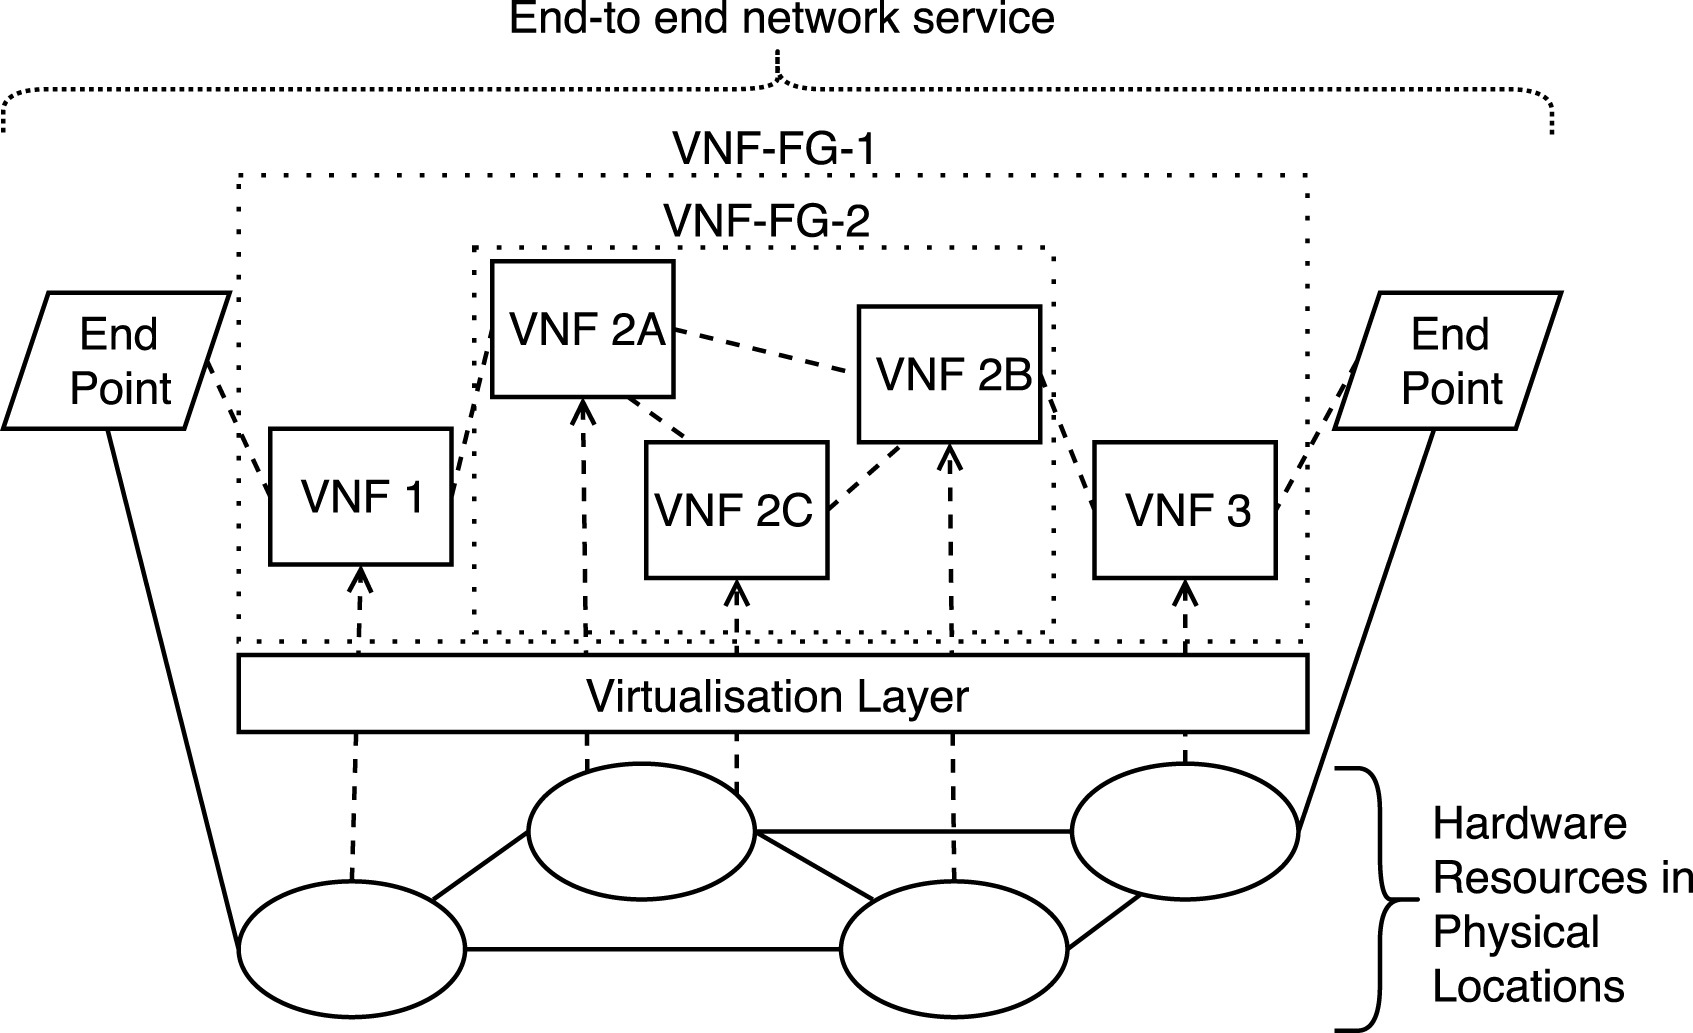 End-to end network service
VNF-FG-1
VNF-FG-2
End
Point
VNF 1
VNF 2A
VNF 2C
VNF 2B
VNF 3
End
Point
Virtualisation Layer
Hardware
Resources in
Physical
Locations